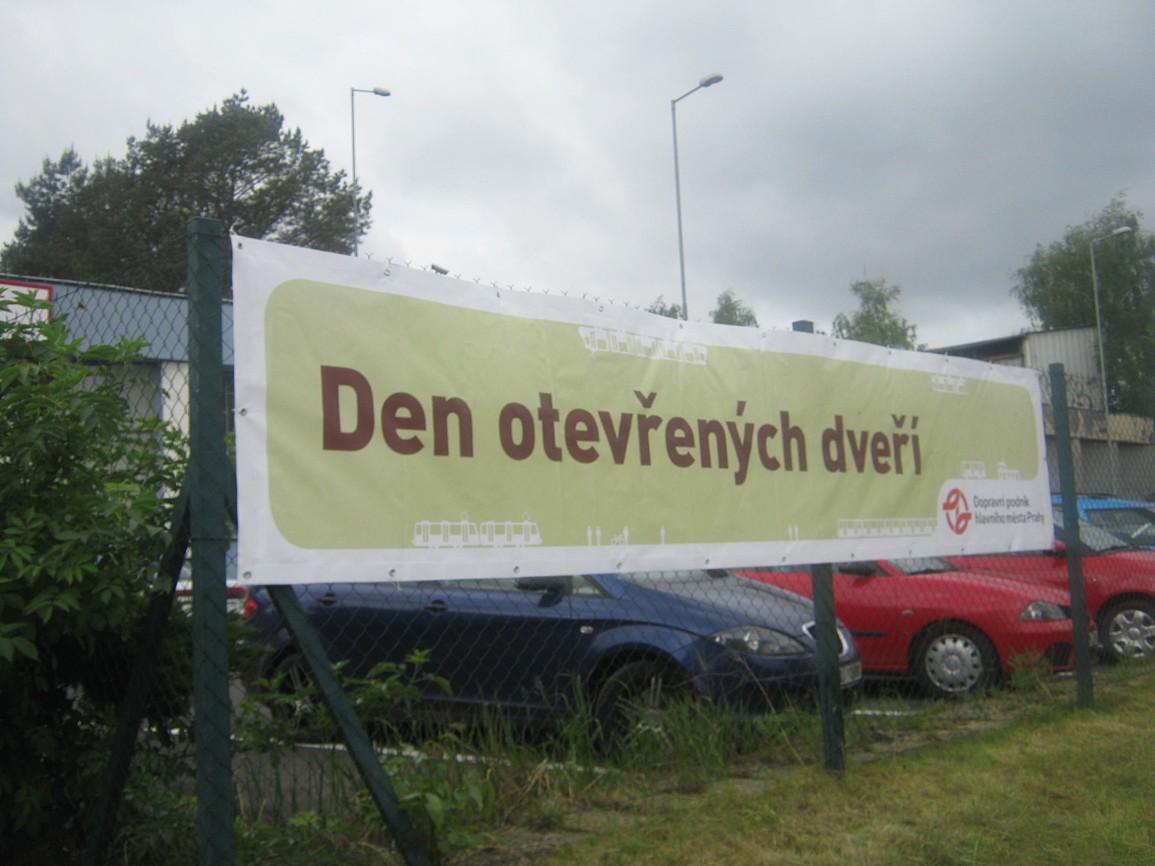 Den otevřených dveří
Dopravní podnik
hlavního města Prahy